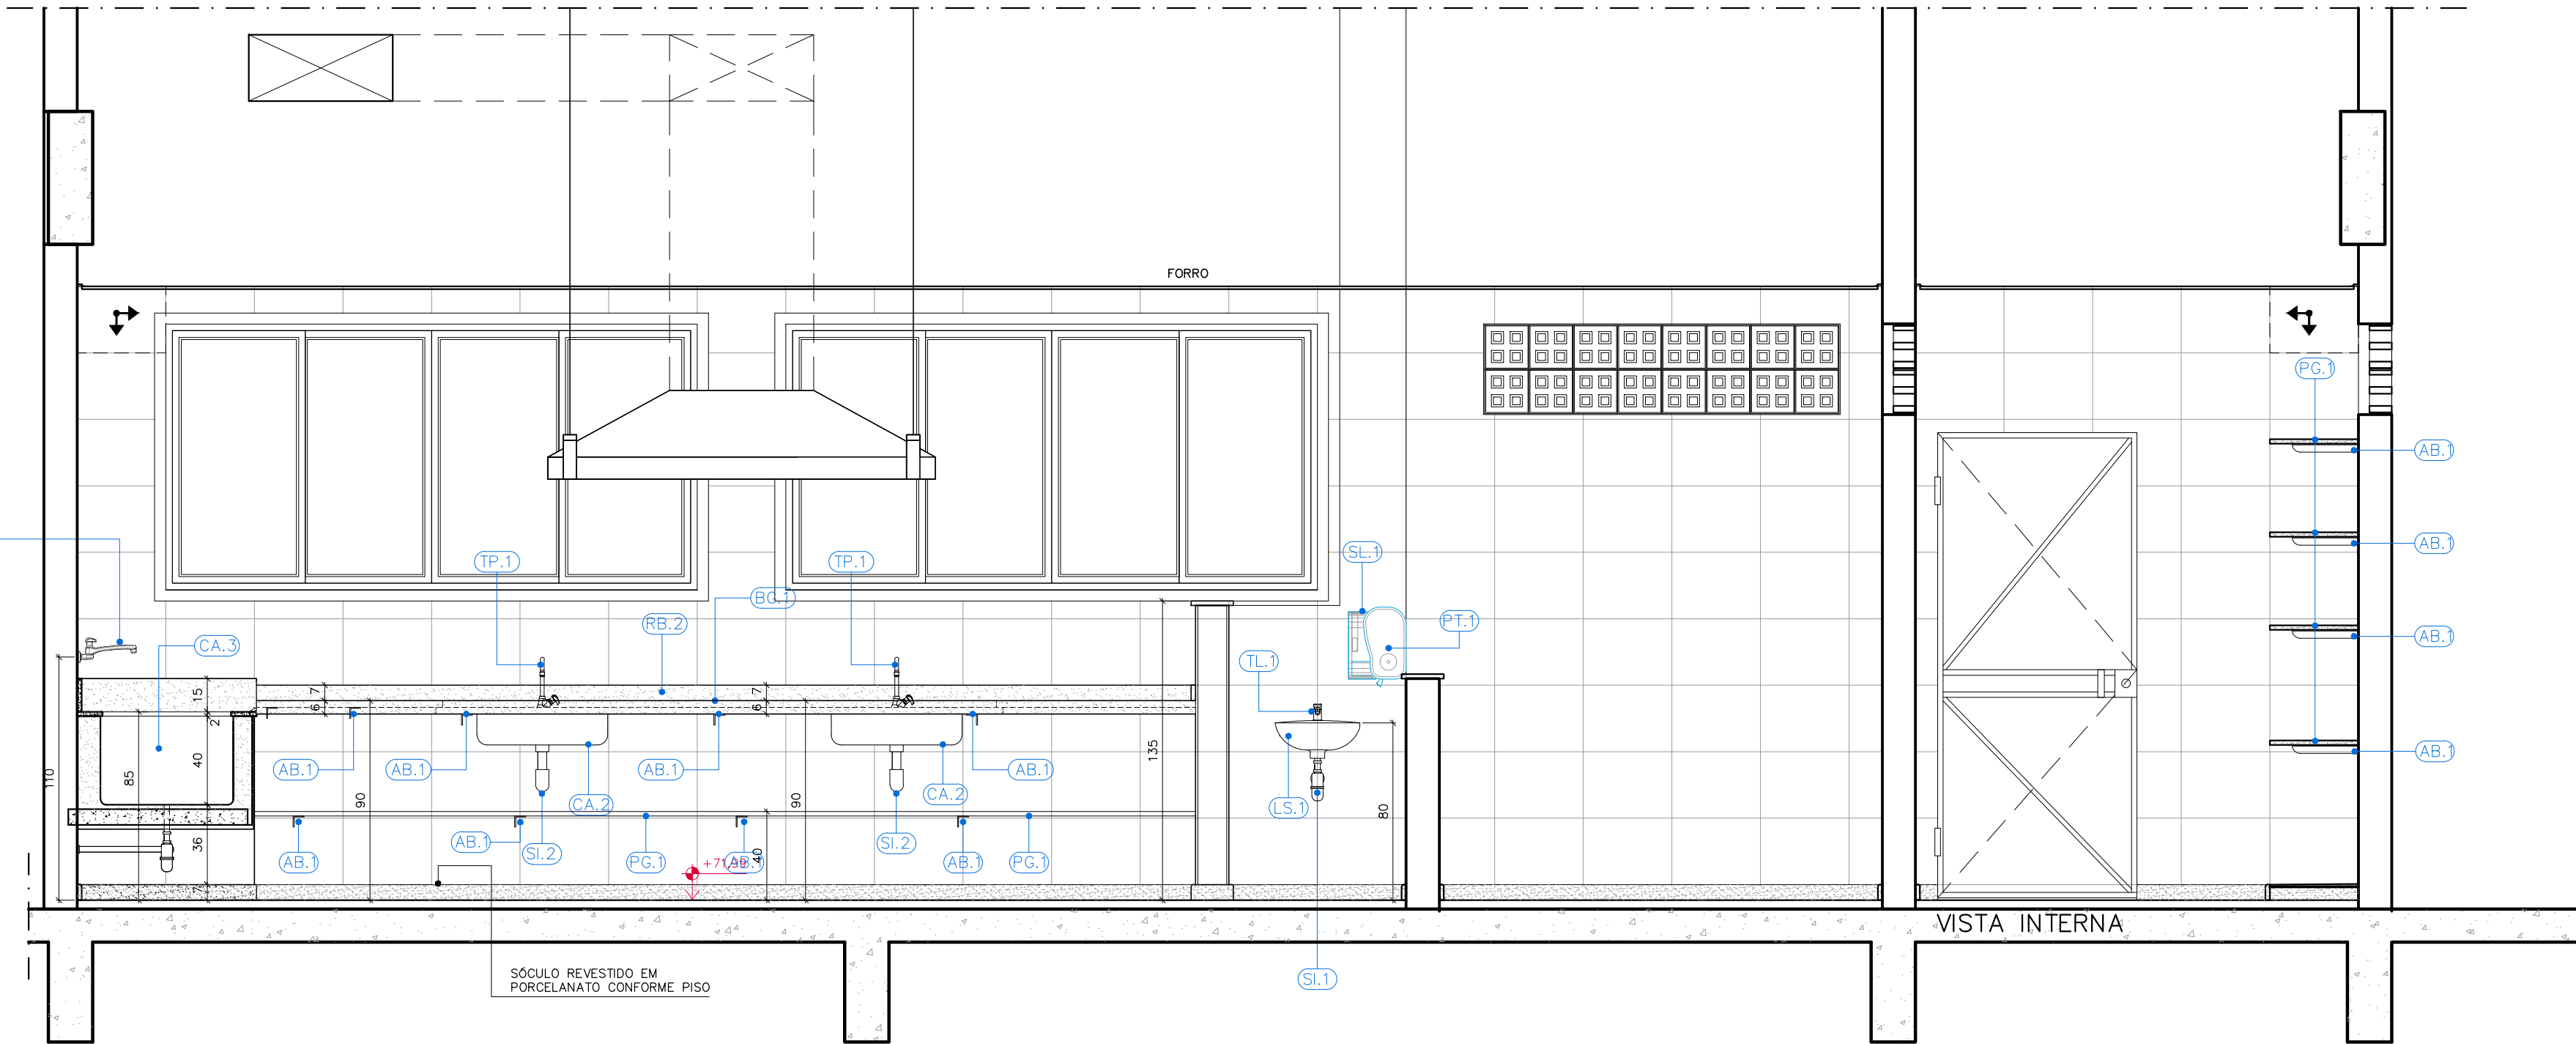 FORRO
PG.1
AB.1
AB.1
AB.1
AB.1
TP.1
TP.1
SL.1
BG.1
RB.2
PT.1
CA.3
TL.1
15
2
40
36
7
85
110
7
6
90
7
6
90
40
135
80
AB.1
AB.1
AB.1
AB.1
CA.2
CA.2
LS.1
AB.1
SI.2
SI.2
AB.1
PG.1
AB.1
AB.1
PG.1
+71,99
VISTA INTERNA
SÓCULO REVESTIDO EM
PORCELANATO CONFORME PISO
SI.1